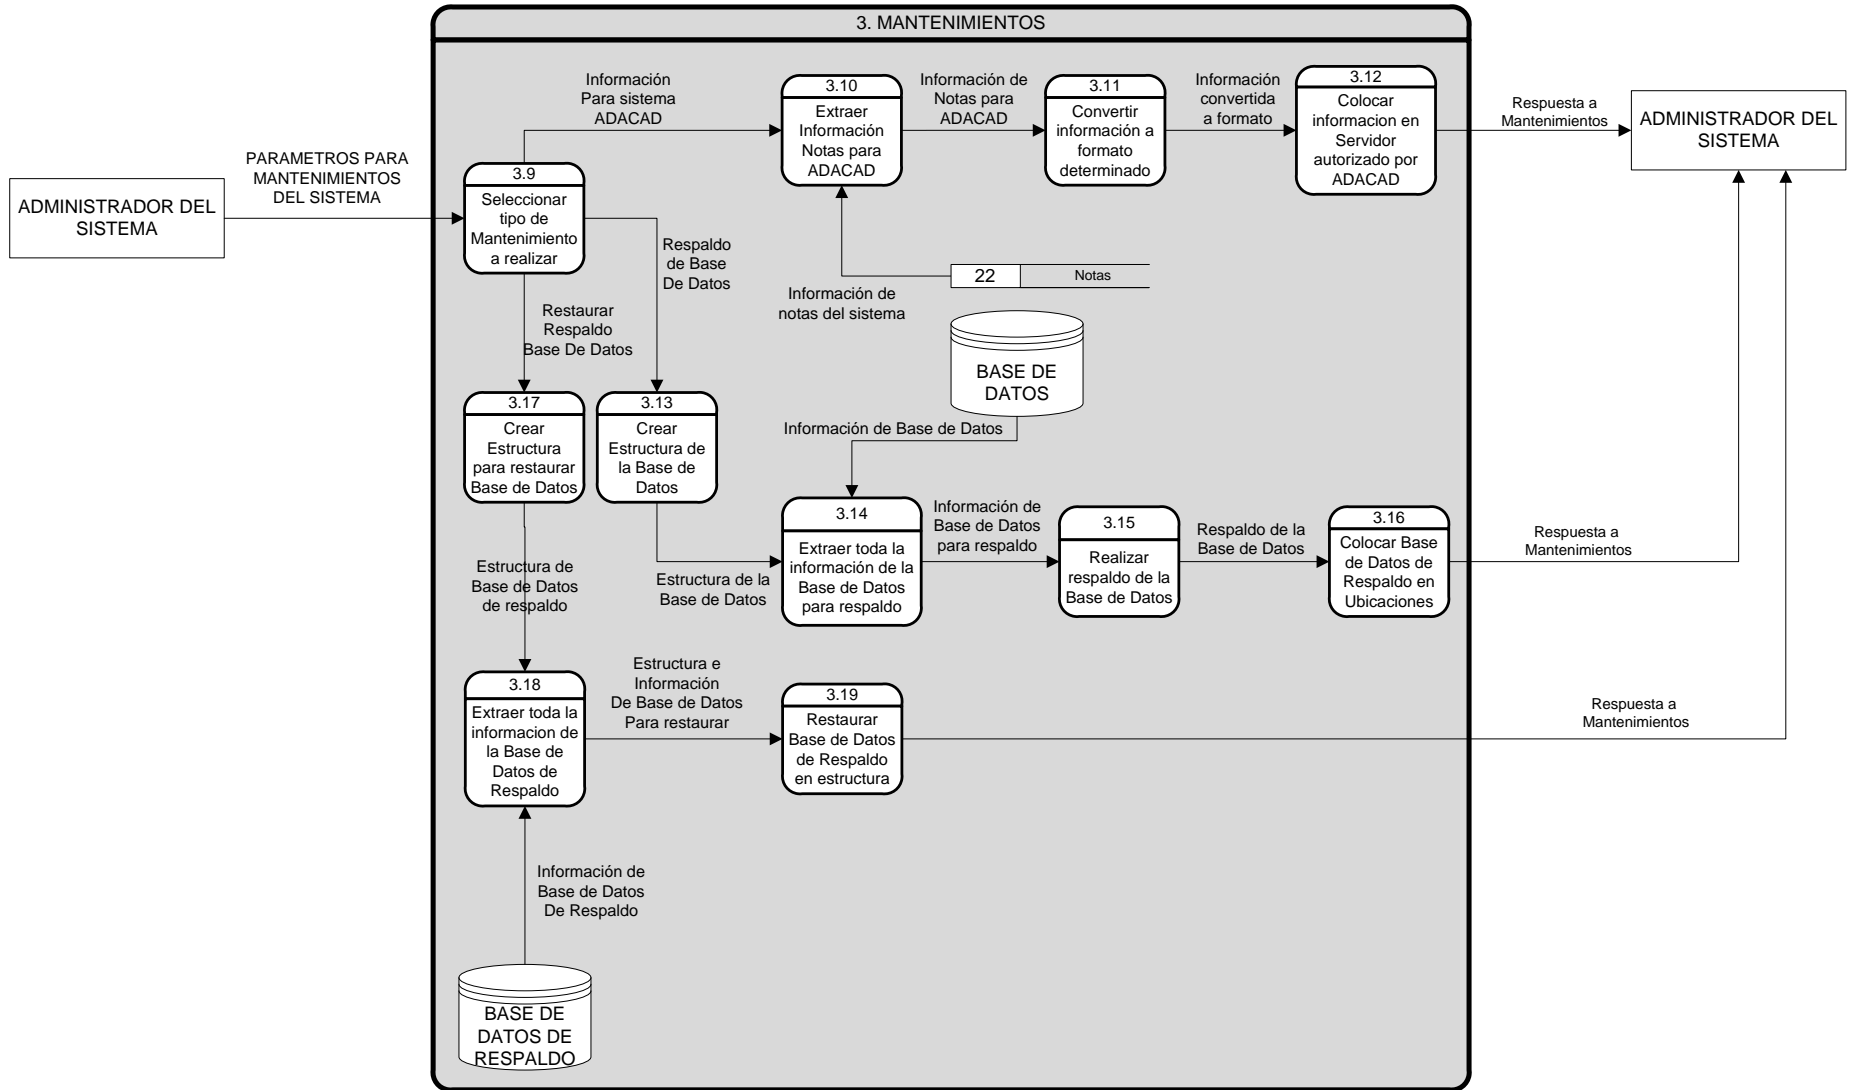 3. MANTENIMIENTOS
Información
Para sistema
ADACAD
3.10
Extraer
Información
Notas para
ADACAD
Información de
Notas para
ADACAD
3.11
Convertir
información a
formato
determinado
Información
convertida
a formato
3.12
Colocar
informacion en
Servidor
autorizado por
ADACAD
Respuesta a
Mantenimientos
ADMINISTRADOR DEL
SISTEMA
PARAMETROS PARA
MANTENIMIENTOS
DEL SISTEMA
ADMINISTRADOR DEL
SISTEMA
3.9
Seleccionar
tipo de
Mantenimiento
a realizar
Respaldo
de Base
De Datos
Restaurar
Respaldo
Base De Datos
22
Notas
Información de
notas del sistema
BASE DE
DATOS
Información de Base de Datos
3.17
Crear
Estructura
para restaurar
Base de Datos
3.13
Crear
Estructura de
la Base de
Datos
Estructura de
Base de Datos
de respaldo
Estructura de la
Base de Datos
3.14
Extraer toda la
información de la
Base de Datos
para respaldo
Información de
Base de Datos
para respaldo
3.15
Realizar
respaldo de la
Base de Datos
Respaldo de la
Base de Datos
3.16
Colocar Base
de Datos de
Respaldo en
Ubicaciones
Respuesta a
Mantenimientos
3.18
Extraer toda la
informacion de
la Base de
Datos de
Respaldo
Estructura e
Información
De Base de Datos
Para restaurar
3.19
Restaurar
Base de Datos
de Respaldo
en estructura
Respuesta a
Mantenimientos
Información de
Base de Datos
De Respaldo
BASE DE
DATOS DE
RESPALDO